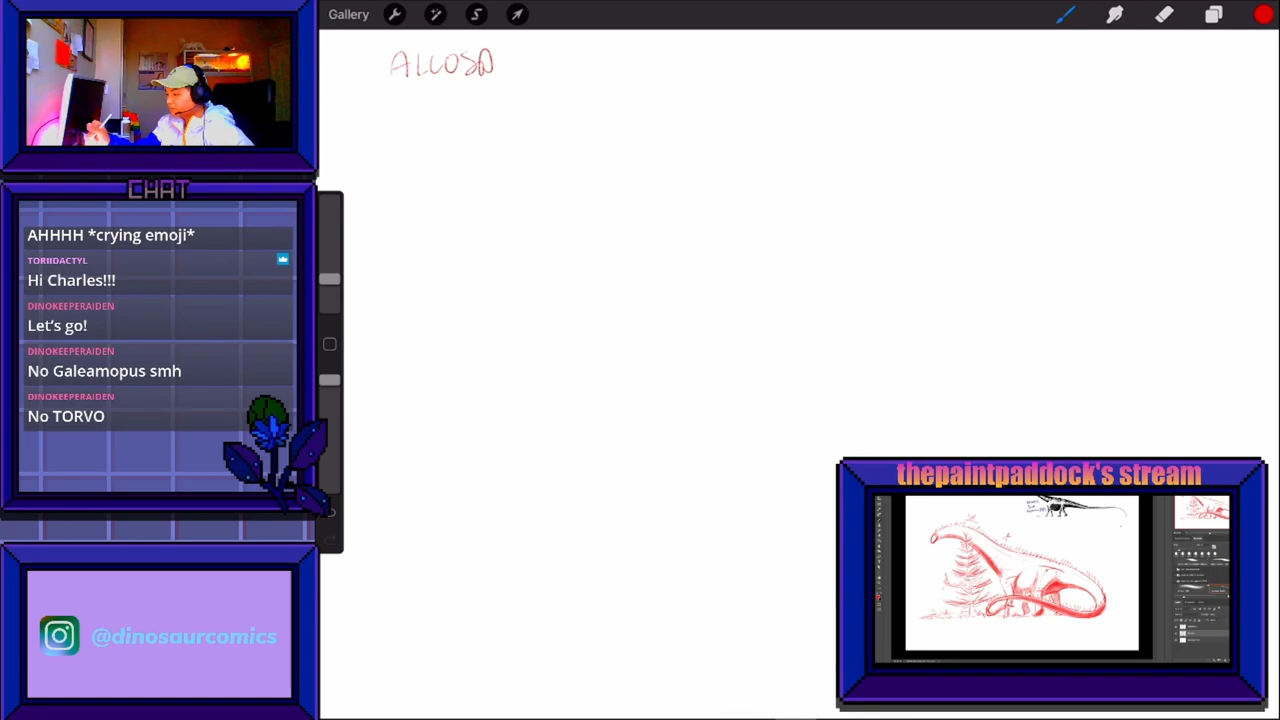 Gallery
ALLOSA
CHAT
AHHHH *crying emoji*
TORIIDACTYL
Hi Charles!!!
DINOKEEPERAIDEN
Let's go!
DINOKEEPERAIDEN
No Galeamopus smh
DINOKEEPERAIDEN
No TORVO
thepaintpaddock's stream
@dinosaurcomics